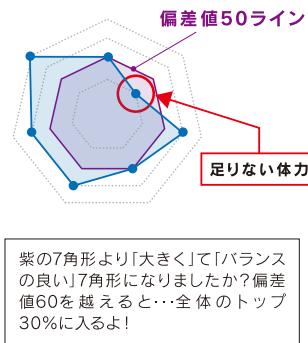 偏差値50ライン
足りない体力
紫の7角形より「大きく」て「バランス
の良い」7角形になりましたか？偏差
値60を越えると･･･全体のトップ
30%に入るよ！